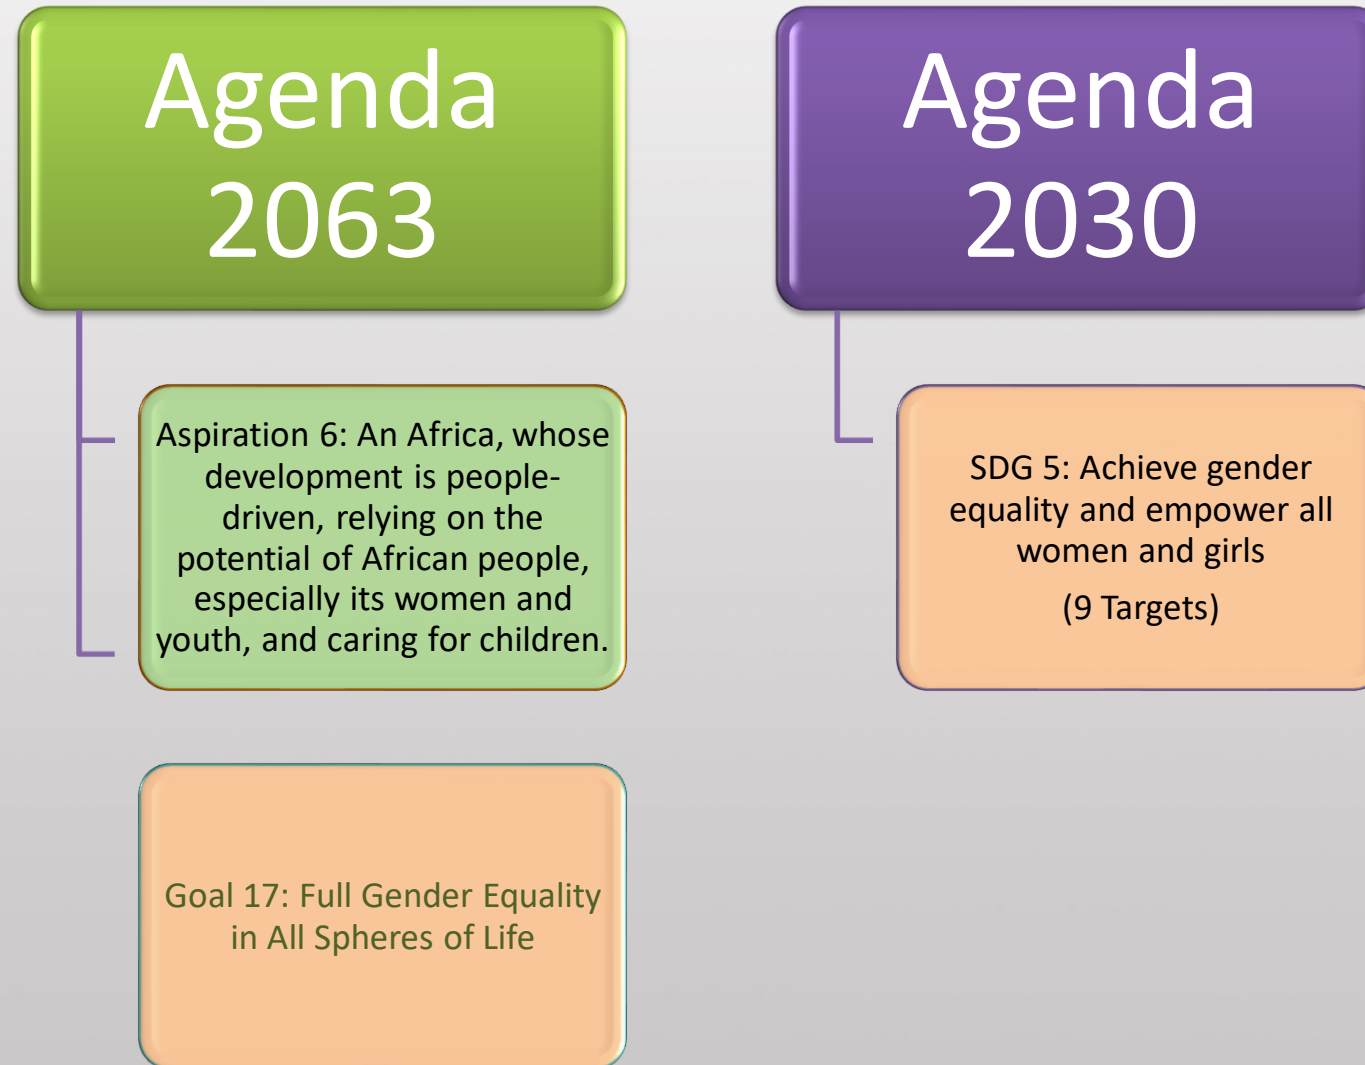 Agenda
2063
Aspiration 6: An Africa, whose
development is people-
driven, relying on the
potential of African people,
especially its women and
youth, and caring for children.
Goal 17: Full Gender Equality
in All Spheres of Life
Agenda
2030
SDG 5: Achieve gender
equality and empower all
women and girls
(9 Targets)